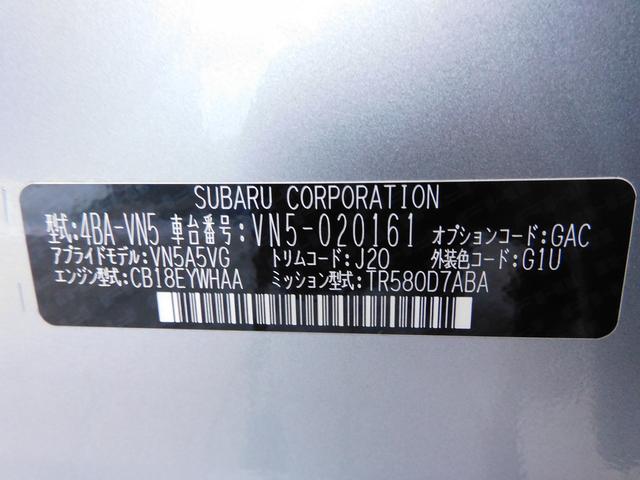 SUBARU CORPORATION
型式:4BA-VN5 車台番号:VN5-020161 オプションコード:GAC
アプライドモデル:VN5A5VG トリムコード:J20 外装色コード:G1U
エンジン型式:CB18EYWHAA ミッション型式:TR580D7ABA